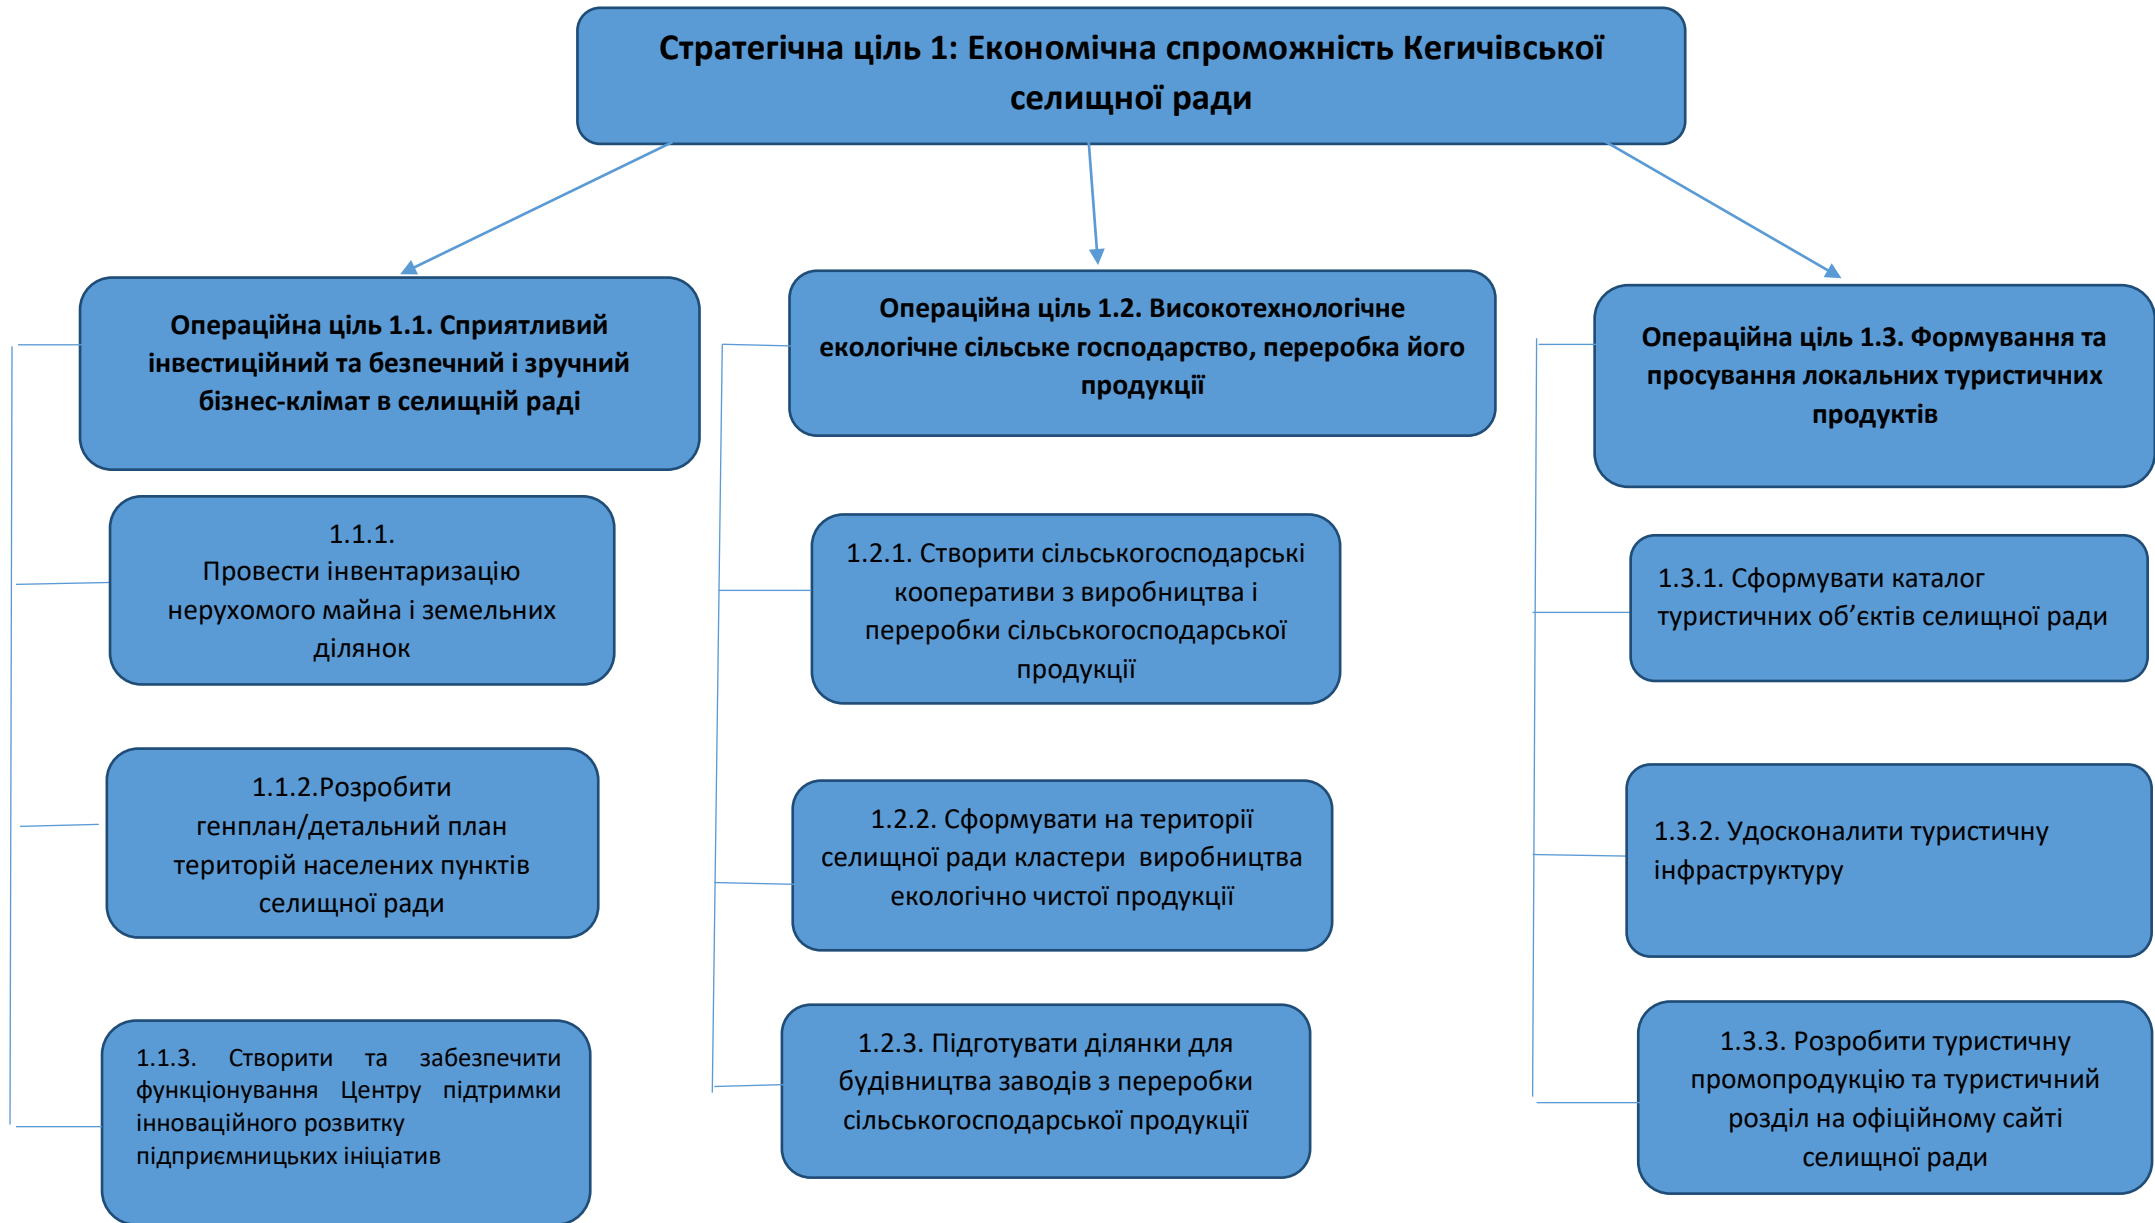 Стратегічна ціль 1: Економічна спроможність Кегичівської
селищної ради
Операційна ціль 1.1. Сприятливий
інвестиційний та безпечний і зручний
бізнес-клімат в селищній раді
Операційна ціль 1.2. Високотехнологічне
екологічне сільське господарство, переробка його
продукції
Операційна ціль 1.3. Формування та
просування локальних туристичних
продуктів
1.1.1.
Провести інвентаризацію
нерухомого майна і земельних
ділянок
1.2.1. Створити сільськогосподарські
кооперативи з виробництва і
переробки сільськогосподарської
продукції
1.3.1. Сформувати каталог
туристичних об’єктів селищної ради
1.1.2.Розробити
генплан/детальний план
територій населених пунктів
селищної ради
1.2.2. Сформувати на території
селищної ради кластери виробництва
екологічно чистої продукції
1.3.2. Удосконалити туристичну
інфраструктуру
1.1.3. Створити та забезпечити
функціонування Центру підтримки
інноваційного розвитку
підприємницьких ініціатив
1.2.3. Підготувати ділянки для
будівництва заводів з переробки
сільськогосподарської продукції
1.3.3. Розробити туристичну
промопродукцію та туристичний
розділ на офіційному сайті
селищної ради